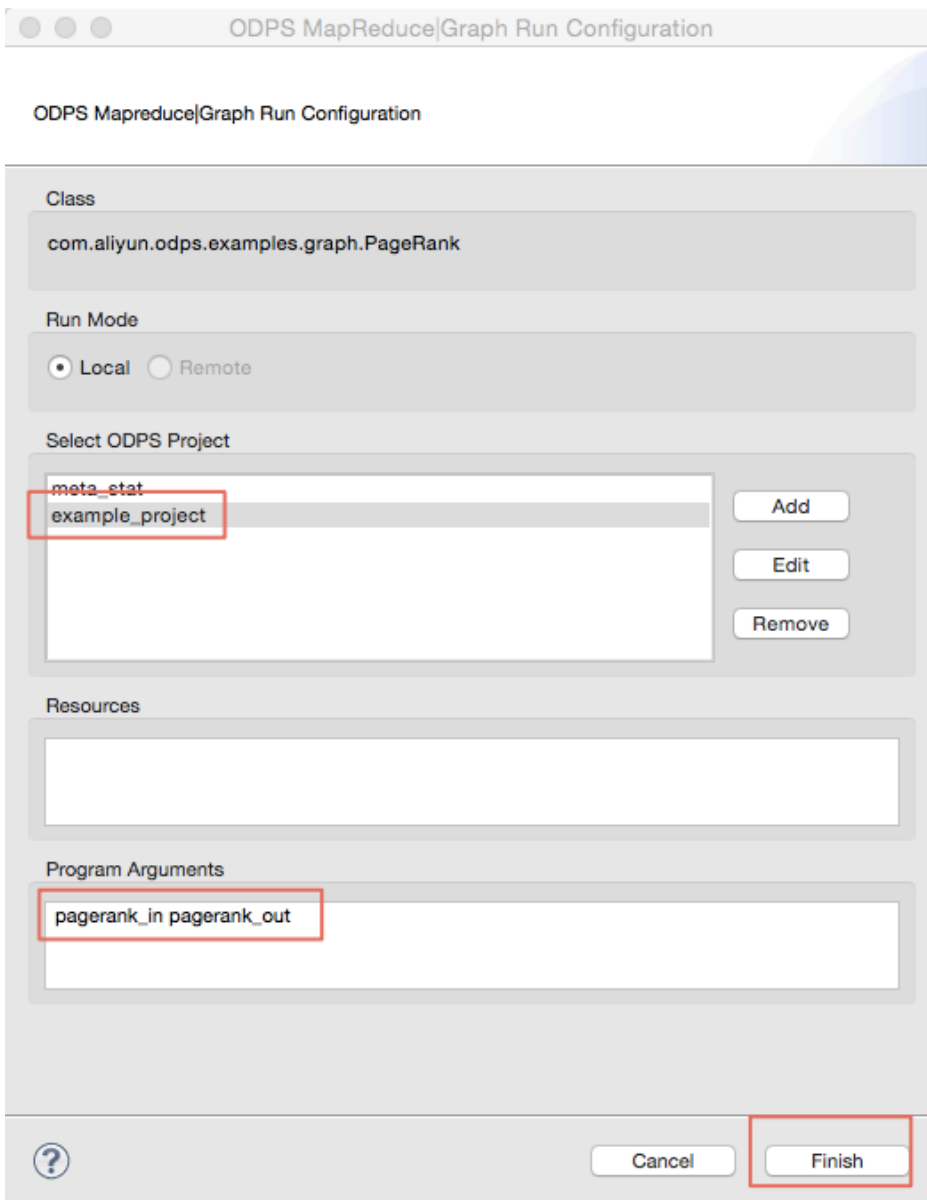 ODPS MapReduce|Graph Run Configuration
ODPS Mapreduce|Graph Run Configuration
Class
com.aliyun.odps.examples.graph.PageRank
Run Mode
Local Remote
Select ODPS Project
meta_stat
example_project
Add
Edit
Remove
Resources
Program Arguments
pagerank_in pagerank_out
?
Cancel Finish